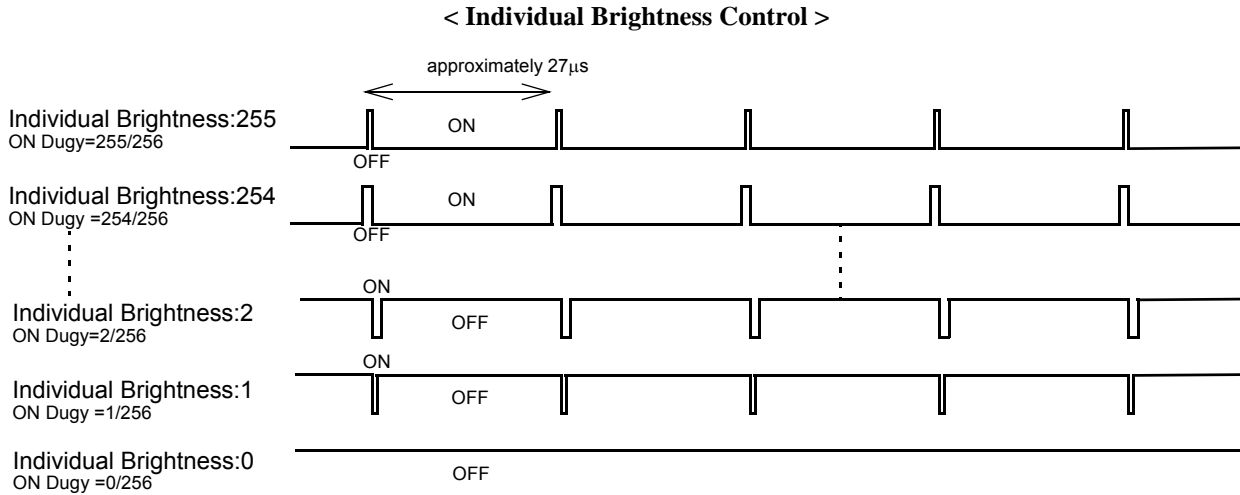 < Individual Brightness Control >
approximately 27μs
Individual Brightness:255
ON Dugy=255/256
ON
OFF
Individual Brightness:254
ON Dugy =254/256
ON
OFF
ON
Individual Brightness:2
ON Dugy=2/256
OFF
ON
Individual Brightness:1
ON Dugy =1/256
OFF
Individual Brightness:0
ON Dugy =0/256
OFF